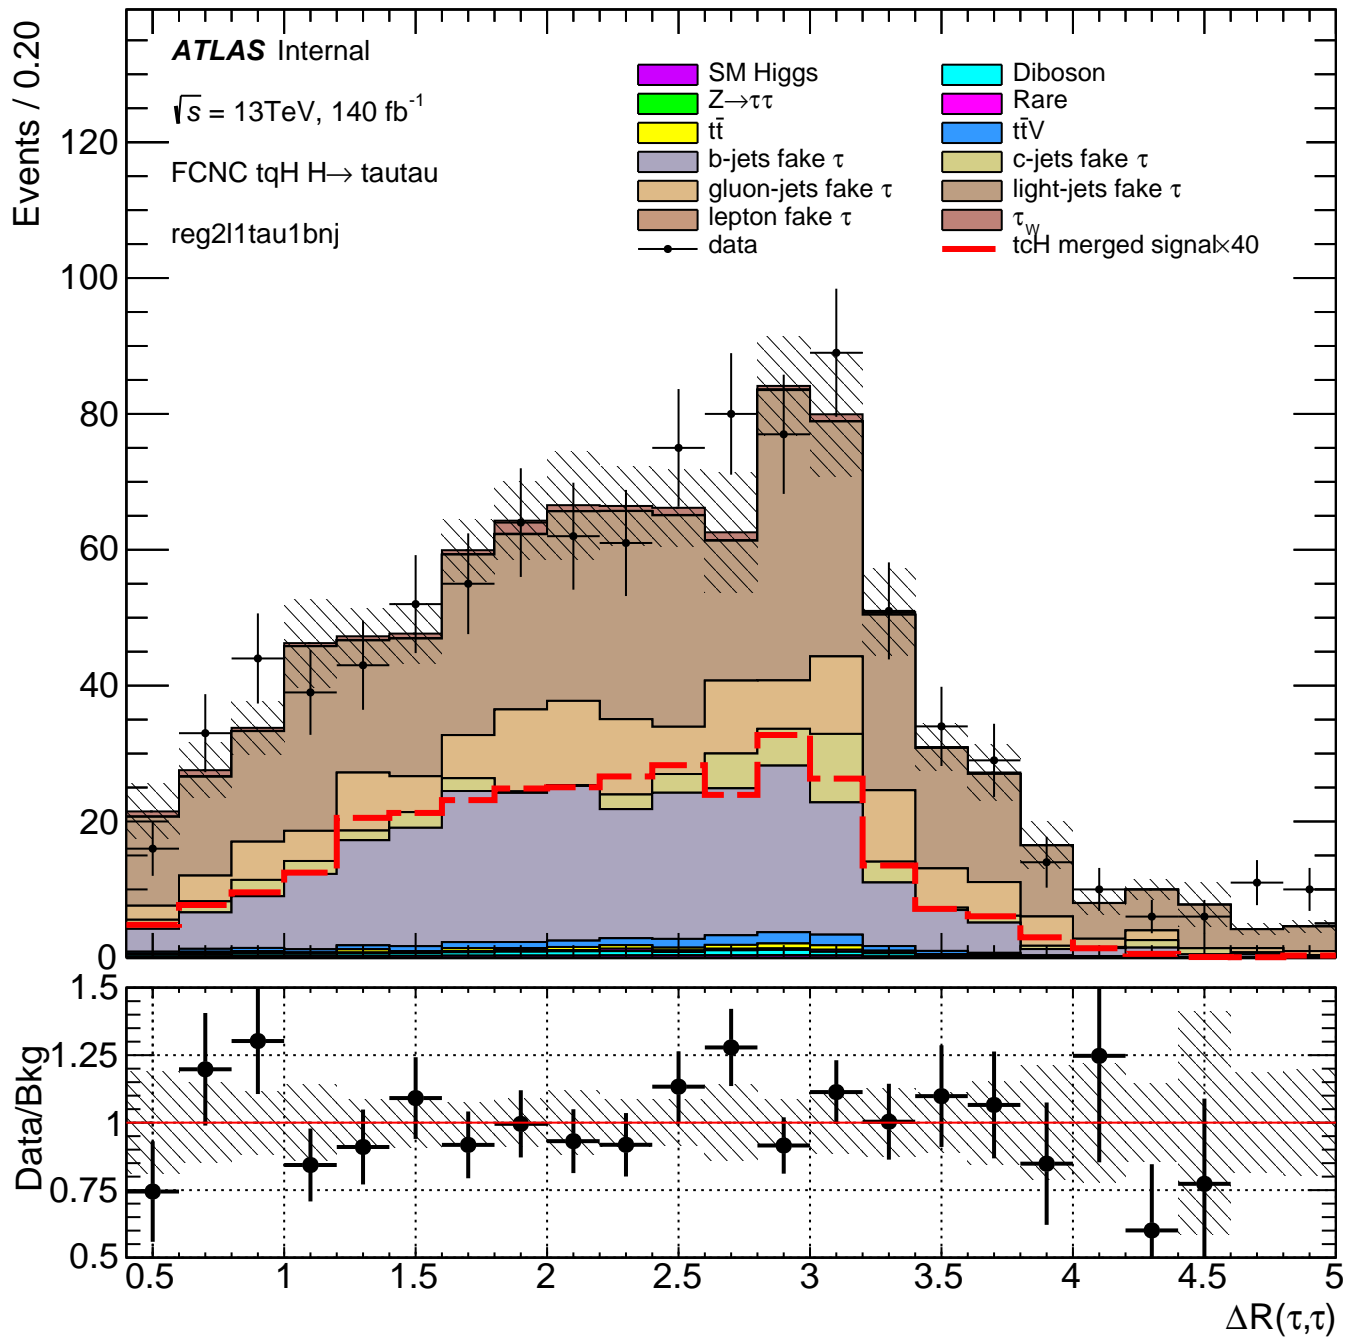 Events / 0.20
ATLAS Internal
√s = 13TeV, 140 fb⁻¹
FCNC tqH H→ tautau
reg2l1tau1bnj
SM Higgs
Diboson
Z→ττ
Rare
tt̄
tt̄V
b-jets fake τ
c-jets fake τ
gluon-jets fake τ
light-jets fake τ
lepton fake τ
τ_W
data
tcH merged signal×40
120
100
80
60
40
20
0
Data/Bkg
1.5
1.25
1
0.75
0.5
0.5 1 1.5 2 2.5 3 3.5 4 4.5 5
ΔR(τ,τ)